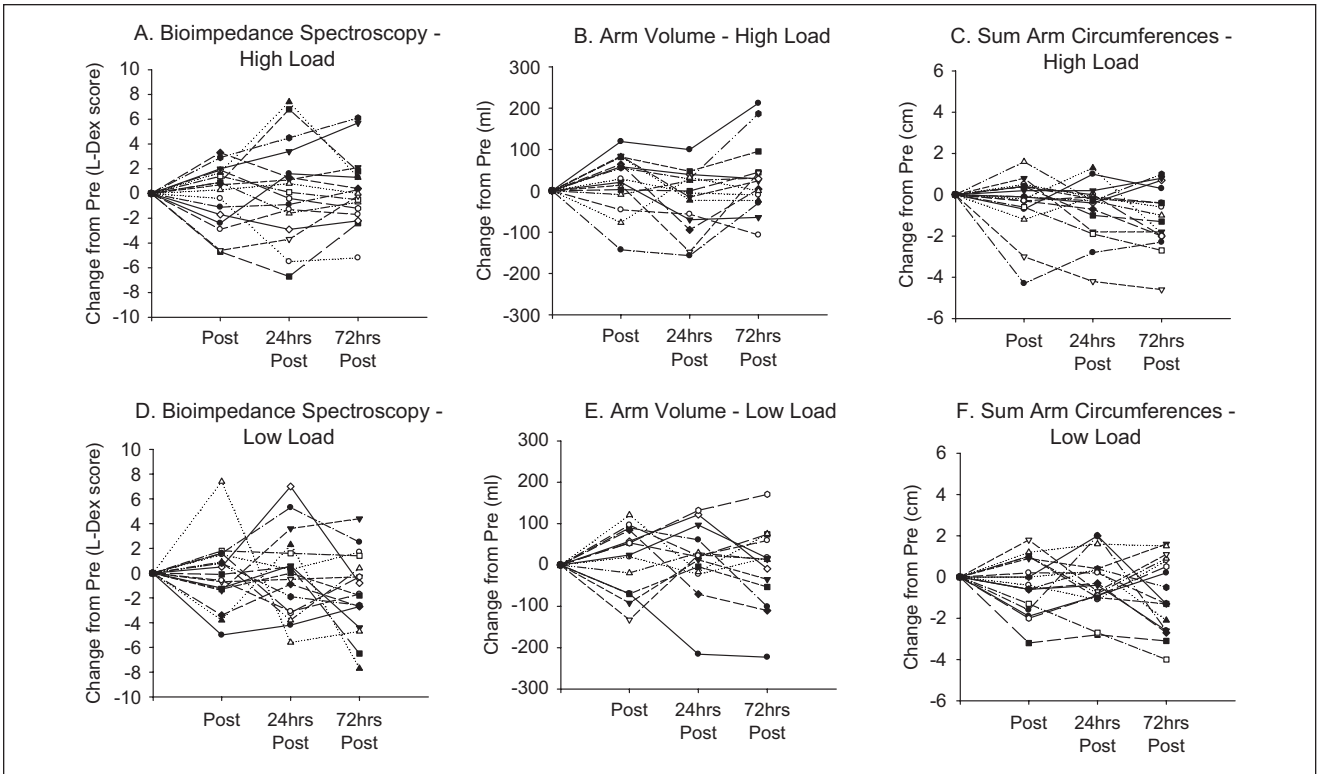 A. Bioimpedance Spectroscopy -
High Load
Change from Pre (L-Dex score)
10
8
6
4
2
0
-2
-4
-6
-8
-10
Post
24hrs
Post
72hrs
Post
B. Arm Volume - High Load
Change from Pre (ml)
300
200
100
0
-100
-200
-300
Post
24hrs
Post
72hrs
Post
C. Sum Arm Circumferences -
High Load
Change from Pre (cm)
6
4
2
0
-2
-4
-6
Post
24hrs
Post
72hrs
Post
D. Bioimpedance Spectroscopy -
Low Load
Change from Pre (L-Dex score)
10
8
6
4
2
0
-2
-4
-6
-8
-10
Post
24hrs
Post
72hrs
Post
E. Arm Volume - Low Load
Change from Pre (ml)
300
200
100
0
-100
-200
-300
Post
24hrs
Post
72hrs
Post
F. Sum Arm Circumferences -
Low Load
Change from Pre (cm)
6
4
2
0
-2
-4
-6
Post
24hrs
Post
72hrs
Post